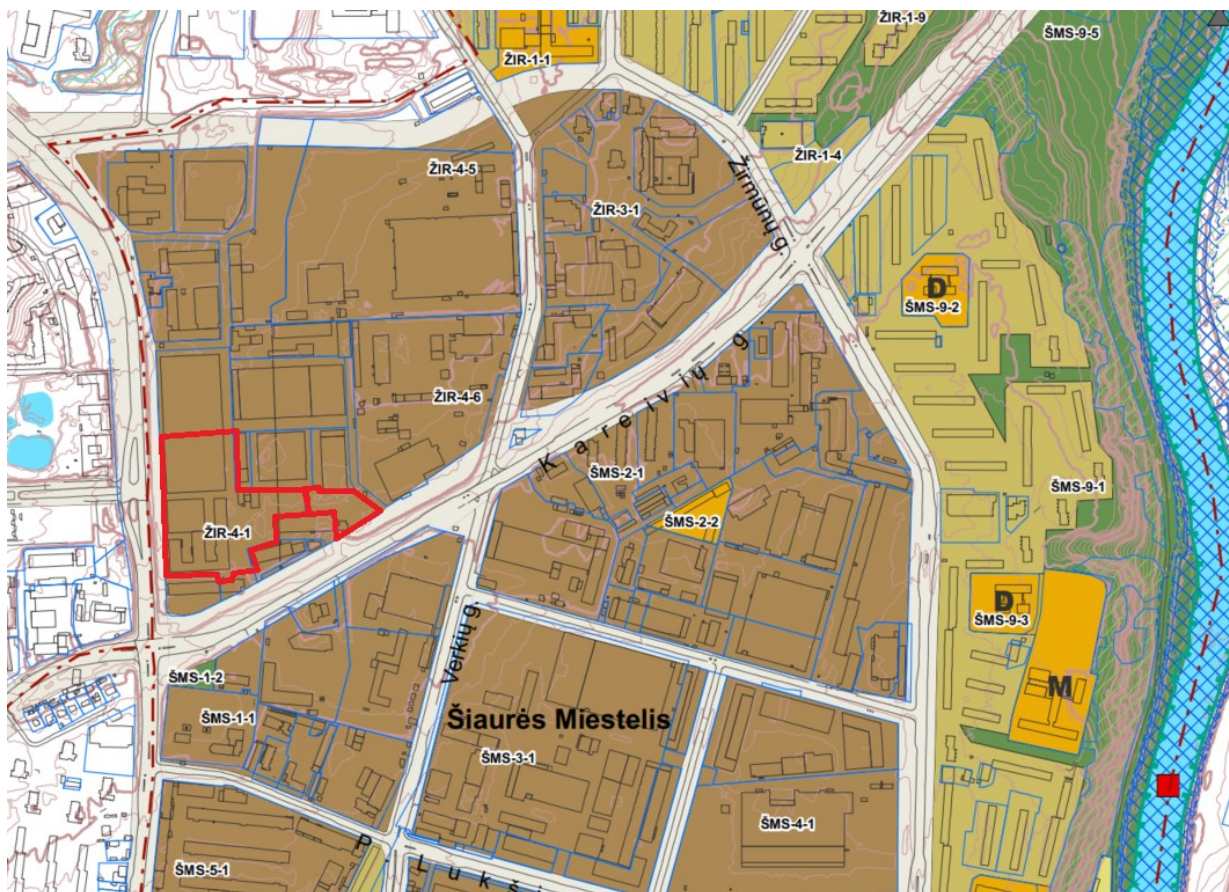 ŽIR-1-9
ŠMS-9-5
ŽIR-1-1
ŽIR-4-5
ŽIR-1-4
Žirmūnų g.
ŽIR-3-1
D
ŠMS-9-2
ŽIR-4-6
Kareivių g.
ŠMS-2-1
ŠMS-9-1
ŠMS-2-2
ŽIR-4-1
D
ŠMS-9-3
Verkių g.
ŠMS-1-2
M
ŠMS-1-1
Šiaurės Miestelis
ŠMS-3-1
ŠMS-4-1
ŠMS-5-1
P. Lukši